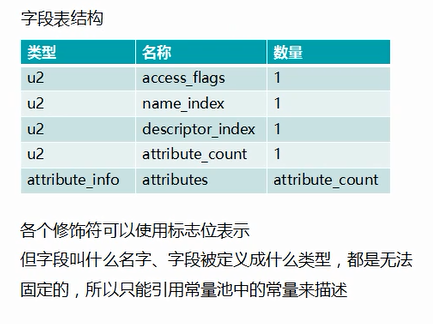 字段表结构
类型 名称 数量
u2 access_flags 1
u2 name_index 1
u2 descriptor_index 1
u2 attribute_count 1
attribute_info attributes attribute_count
各个修饰符可以使用标志位表示
但字段叫什么名字、字段被定义成什么类型，都是无法
固定的，所以只能引用常量池中的常量来描述